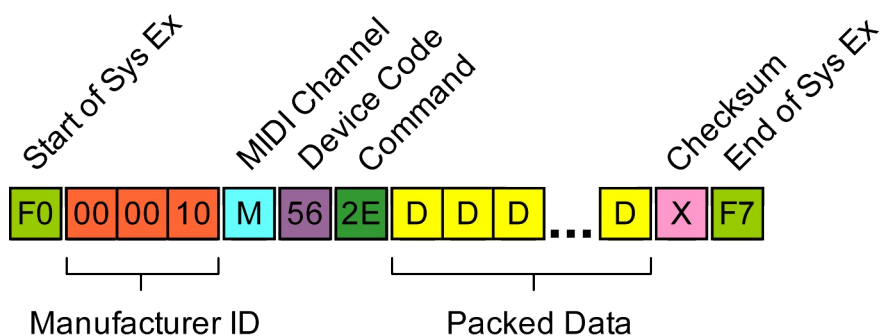 Start of Sys Ex
MIDI Channel
Device Code
Command
Checksum
End of Sys Ex
F0 00 00 10 M 56 2E D D D ... D X F7
Manufacturer ID
Packed Data